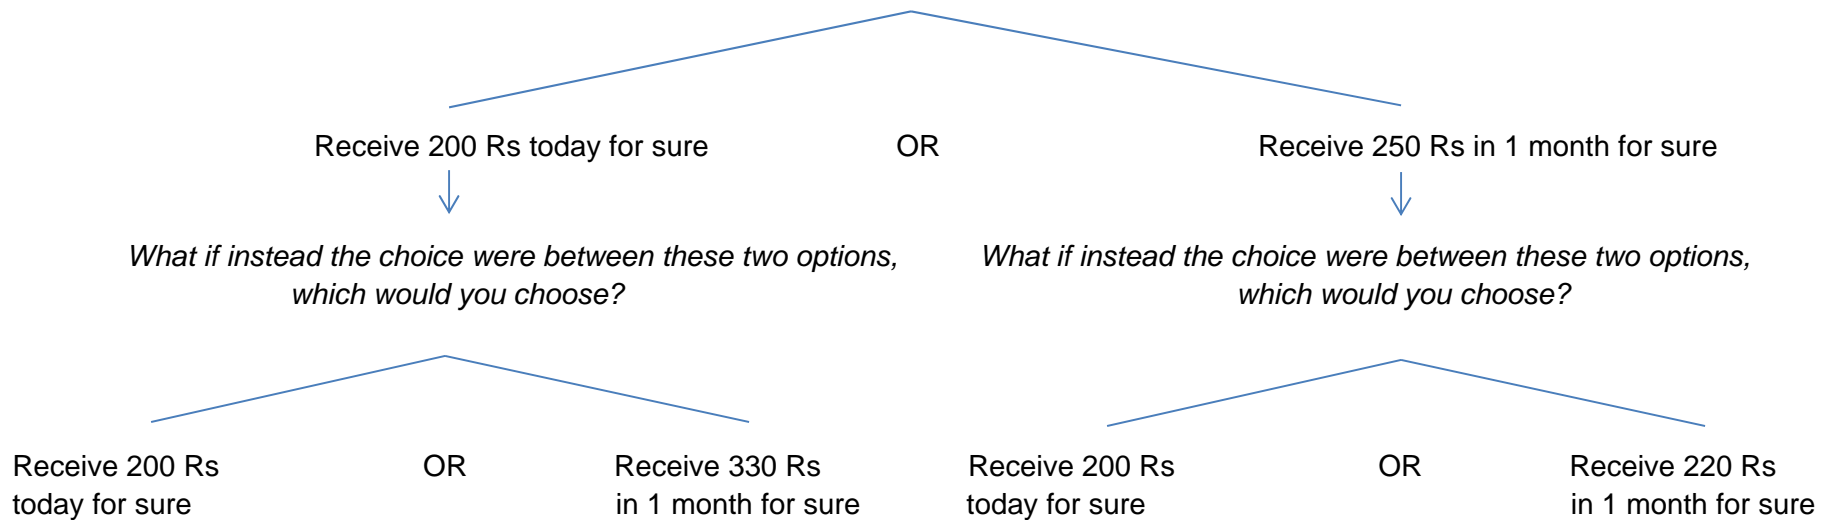 Receive 200 Rs today for sure OR Receive 250 Rs in 1 month for sure
What if instead the choice were between these two options,
which would you choose?
What if instead the choice were between these two options,
which would you choose?
Receive 200 Rs
today for sure
OR
Receive 330 Rs
in 1 month for sure
Receive 200 Rs
today for sure
OR
Receive 220 Rs
in 1 month for sure